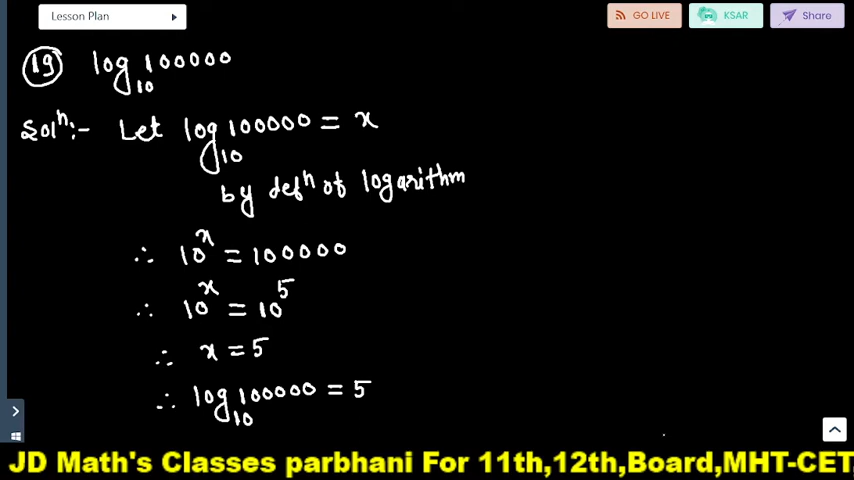 Lesson Plan
GO LIVE
KSAR
Share
19 log₁₀ 100000
Solⁿ:- Let log₁₀ 100000 = x
by defⁿ of logarithm
∴ 10ˣ = 100000
∴ 10ˣ = 10⁵
∴ x = 5
∴ log₁₀ 100000 = 5
JD Math's Classes parbhani For 11th,12th,Board,MHT-CET